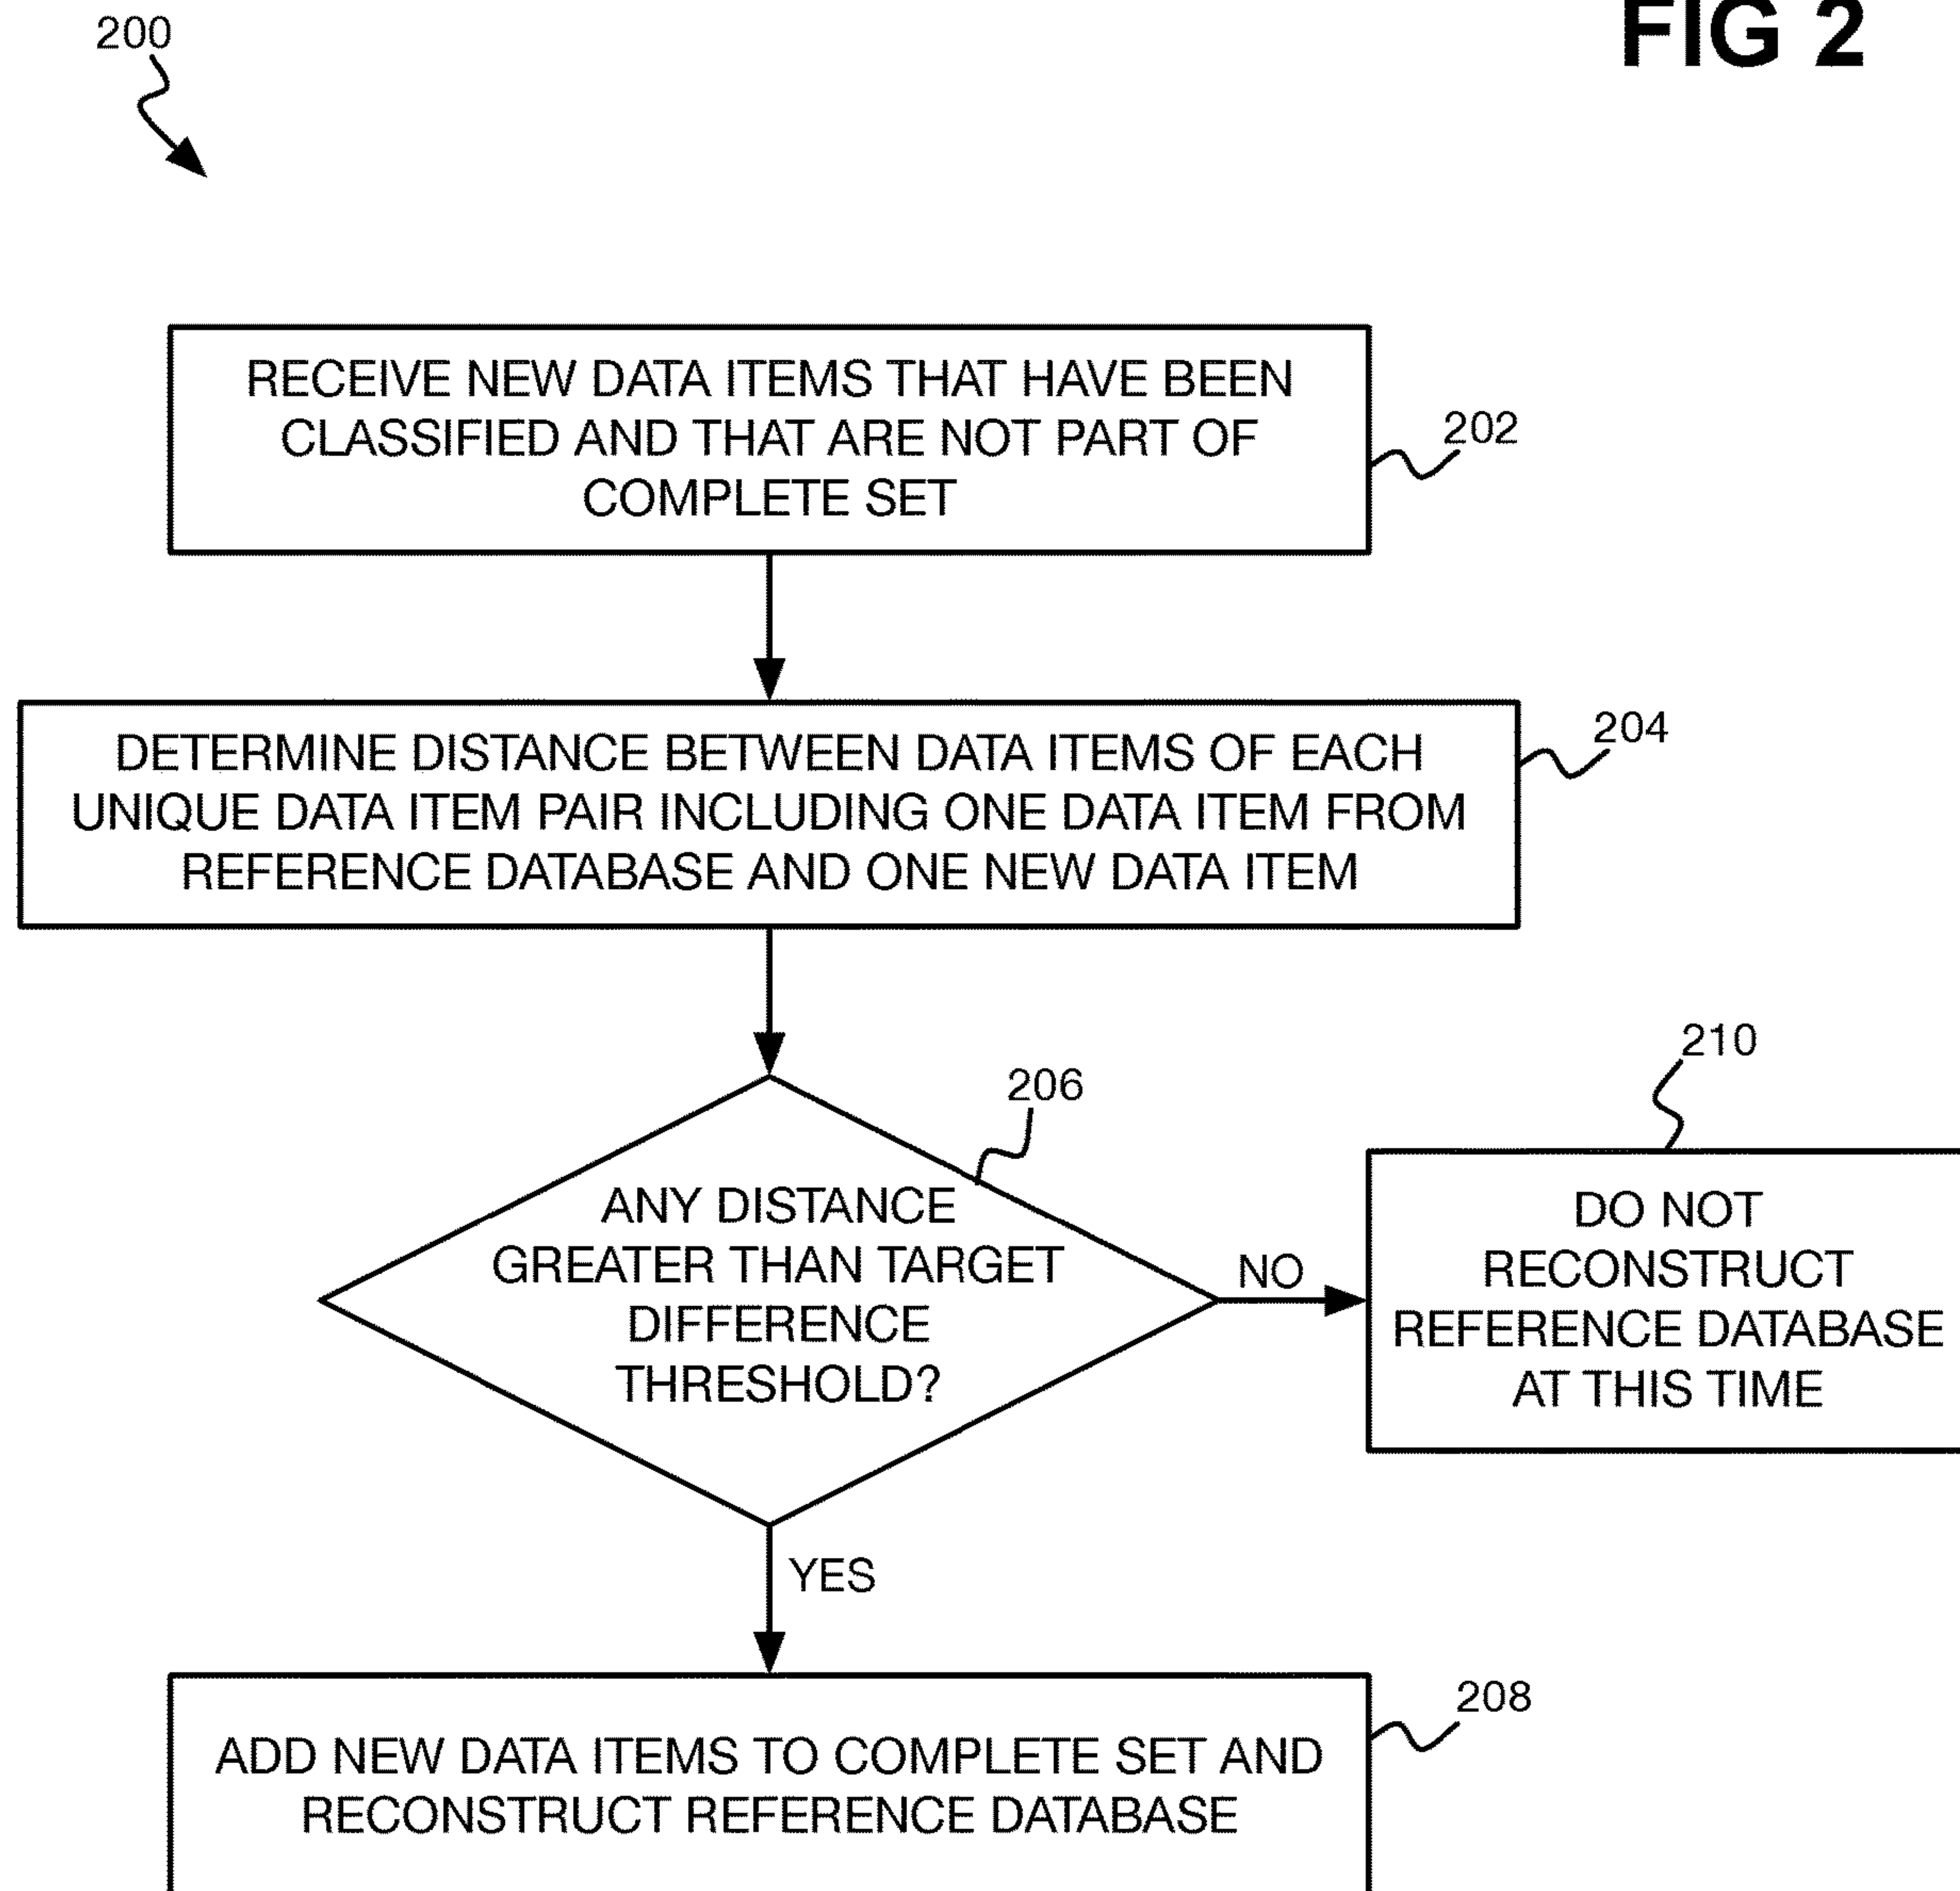 FIG 2
200
RECEIVE NEW DATA ITEMS THAT HAVE BEEN
CLASSIFIED AND THAT ARE NOT PART OF
COMPLETE SET
202
DETERMINE DISTANCE BETWEEN DATA ITEMS OF EACH
UNIQUE DATA ITEM PAIR INCLUDING ONE DATA ITEM FROM
REFERENCE DATABASE AND ONE NEW DATA ITEM
204
206
ANY DISTANCE
GREATER THAN TARGET
DIFFERENCE
THRESHOLD?
NO
210
DO NOT
RECONSTRUCT
REFERENCE DATABASE
AT THIS TIME
YES
208
ADD NEW DATA ITEMS TO COMPLETE SET AND
RECONSTRUCT REFERENCE DATABASE